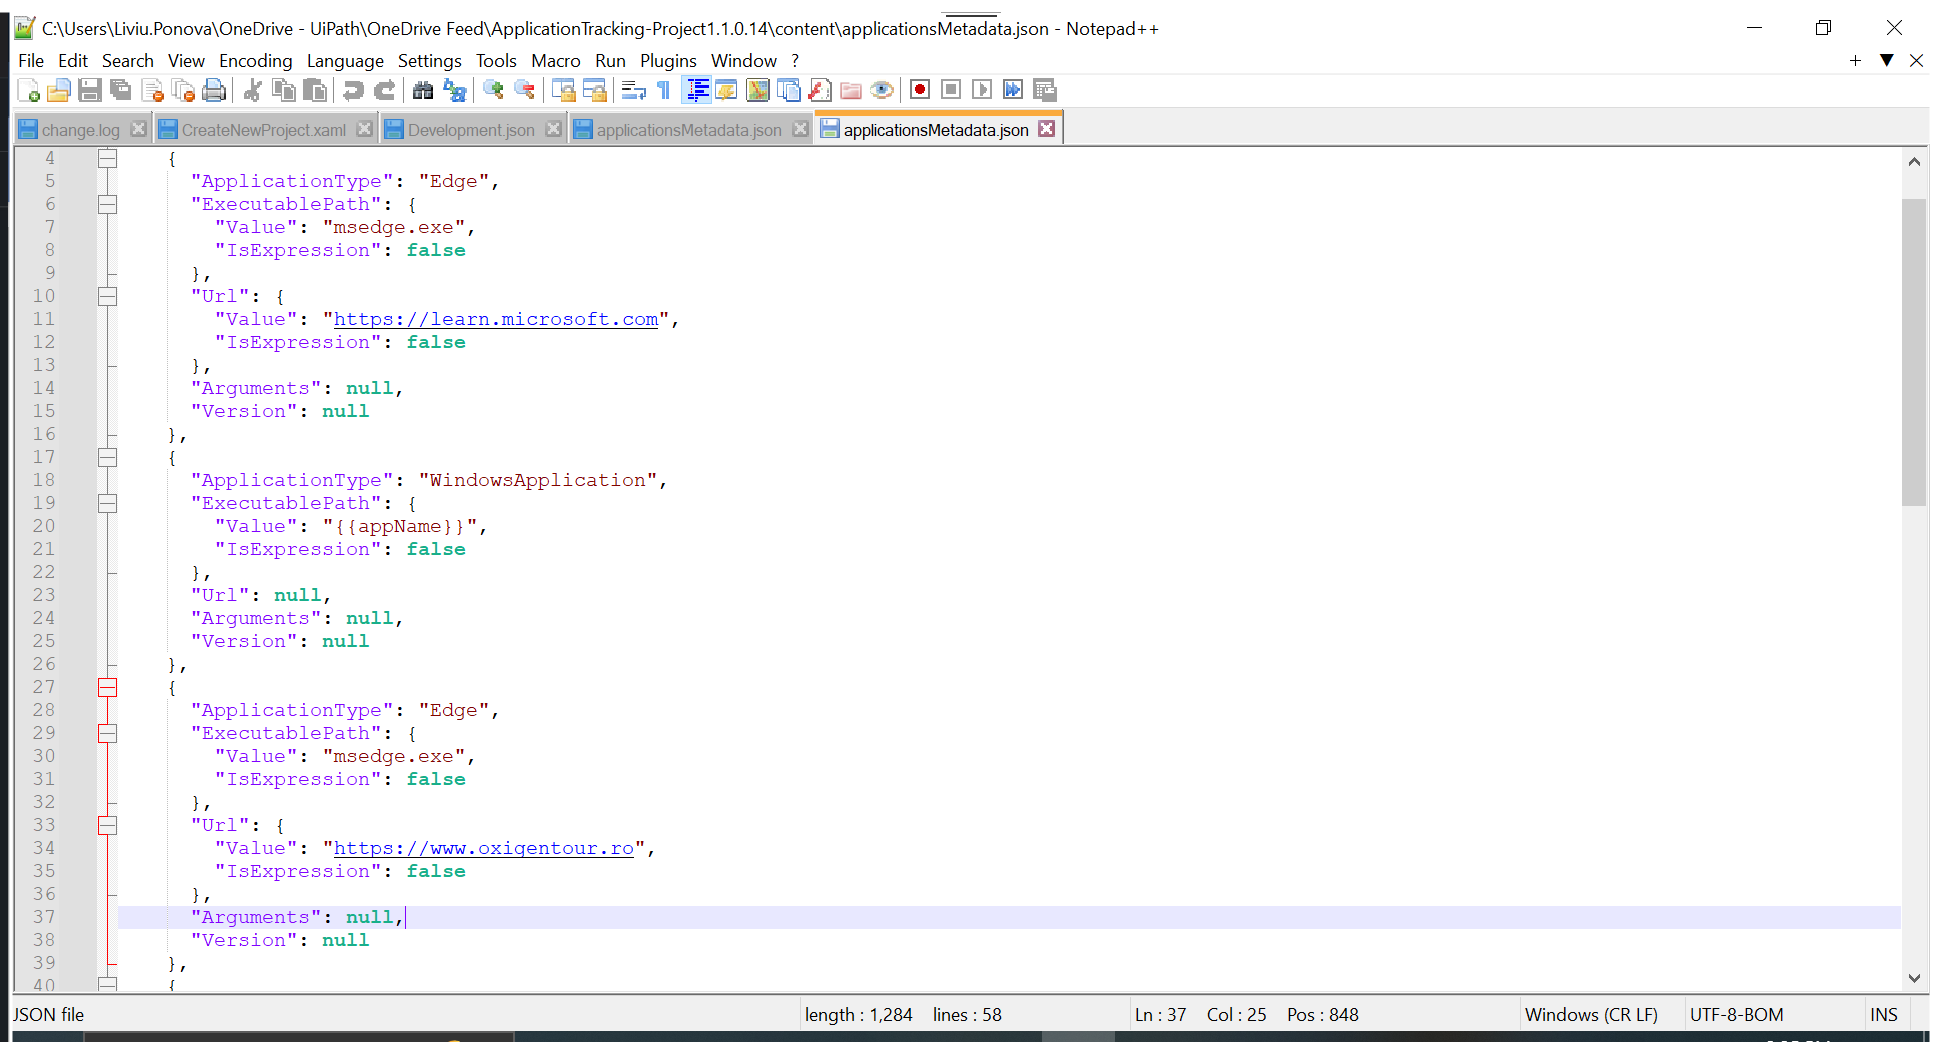 C:\Users\Liviu.Ponova\OneDrive - UiPath\OneDrive Feed\ApplicationTracking-Project1.1.0.14\content\applicationsMetadata.json - Notepad++
File Edit Search View Encoding Language Settings Tools Macro Run Plugins Window ?
change.log CreateNewProject.xaml Development.json applicationsMetadata.json applicationsMetadata.json
4 {
5 "ApplicationType": "Edge",
6 "ExecutablePath": {
7 "Value": "msedge.exe",
8 "IsExpression": false
9 },
10 "Url": {
11 "Value": "https://learn.microsoft.com",
12 "IsExpression": false
13 },
14 "Arguments": null,
15 "Version": null
16 },
17 {
18 "ApplicationType": "WindowsApplication",
19 "ExecutablePath": {
20 "Value": "{{appName}}",
21 "IsExpression": false
22 },
23 "Url": null,
24 "Arguments": null,
25 "Version": null
26 },
27 {
28 "ApplicationType": "Edge",
29 "ExecutablePath": {
30 "Value": "msedge.exe",
31 "IsExpression": false
32 },
33 "Url": {
34 "Value": "https://www.oxigentour.ro",
35 "IsExpression": false
36 },
37 "Arguments": null,
38 "Version": null
39 },
40 {
JSON file length : 1,284 lines : 58 Ln : 37 Col : 25 Pos : 848 Windows (CR LF) UTF-8-BOM INS